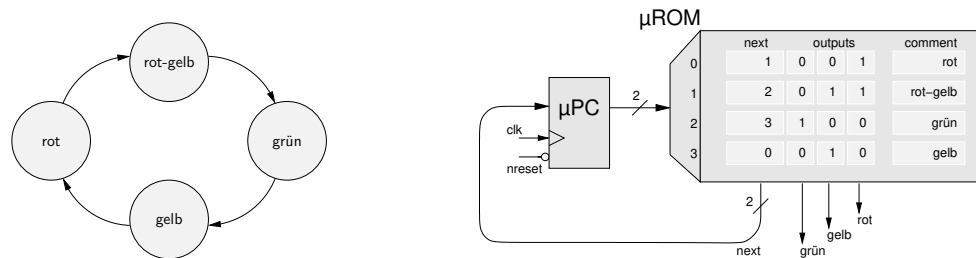 rot-gelb
rot
grün
gelb
µROM
next outputs comment
0 1 0 0 1 rot
1 2 0 1 1 rot-gelb
2 3 1 0 0 grün
3 0 0 1 0 gelb
µPC
2
clk
nreset
2
next
grün
gelb
rot